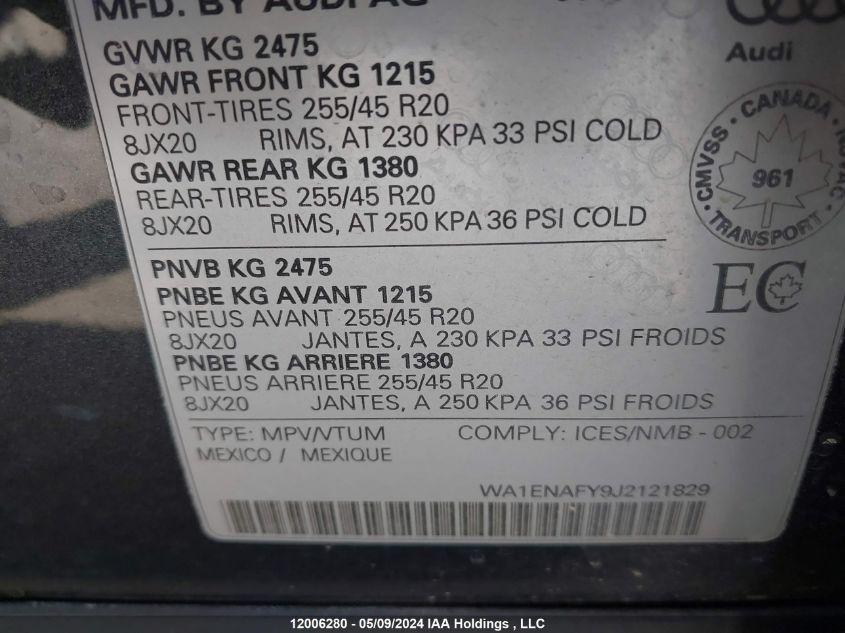 MFD. BY AUDI AG
GVWR KG 2475
GAWR FRONT KG 1215
FRONT-TIRES 255/45 R20
8JX20 RIMS, AT 230 KPA 33 PSI COLD
GAWR REAR KG 1380
REAR-TIRES 255/45 R20
8JX20 RIMS, AT 250 KPA 36 PSI COLD
Audi
CANADA
CMVSS · NSVAC
961
TRANSPORT
PNVB KG 2475
PNBE KG AVANT 1215
PNEUS AVANT 255/45 R20
8JX20 JANTES, A 230 KPA 33 PSI FROIDS
PNBE KG ARRIERE 1380
PNEUS ARRIERE 255/45 R20
8JX20 JANTES, A 250 KPA 36 PSI FROIDS
EC
TYPE: MPV/VTUM COMPLY: ICES/NMB - 002
MEXICO / MEXIQUE
WA1ENAFY9J2121829
12006280 - 05/09/2024 IAA Holdings , LLC